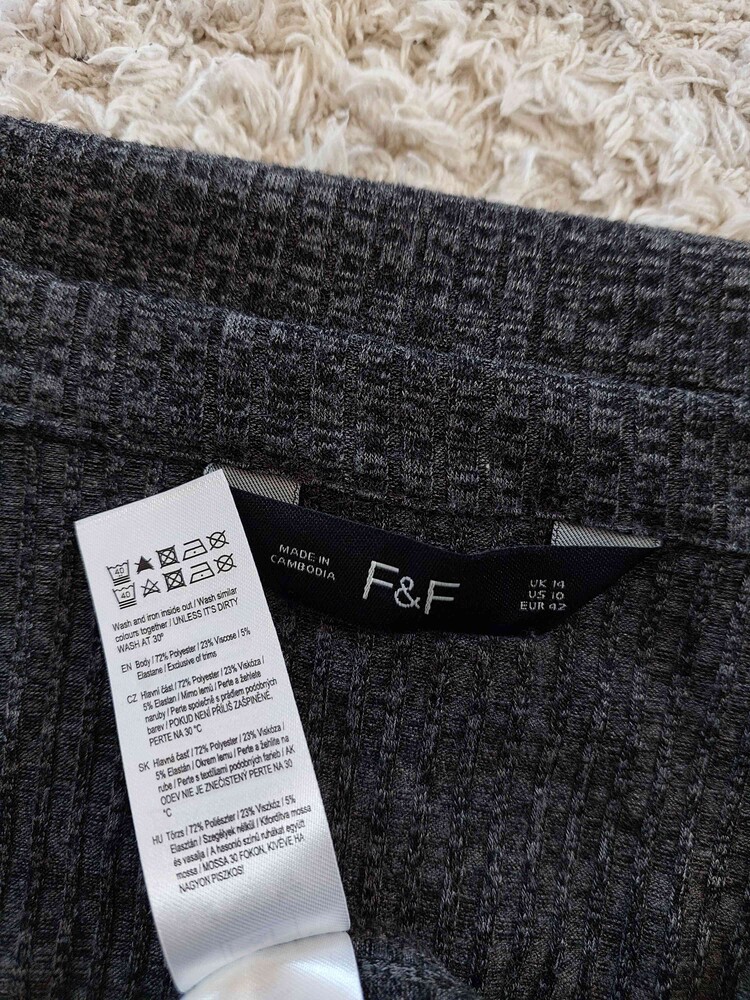 MADE IN
CAMBODIA
F&F
UK 14
US 10
EUR 42
40
40
Wash and iron inside out / Wash similar
colours together / UNLESS IT'S DIRTY
WASH AT 30°
EN Body / 72% Polyester / 23% Viscose / 5%
Elastane / Exclusive of trims
CZ Hlavní část / 72% Polyester / 23% Viskóza /
5% Elastan / Mimo lemů / Perte a žehlete
naruby / Perte společně s prádlem podobných
barev / POKUD NENÍ PŘÍLIŠ ZAŠPINĚNÉ,
PERTE NA 30 °C
SK Hlavná časť / 72% Polyester / 23% Viskóza /
5% Elastán / Okrem lemu / Perte a žehlite na
rube / Perte s textíliami podobných farieb / AK
ODEV NIE JE ZNEČISTENÝ PERTE NA 30
°C
HU Törzs / 72% Poliészter / 23% Viszkóz / 5%
Elasztán / Szegélyek nélkül / Kifordítva mossa
és vasalja / A hasonló színű ruhákat együtt
mossa / MOSSA 30 FOKON, KIVÉVE HA
NAGYON PISZKOS!